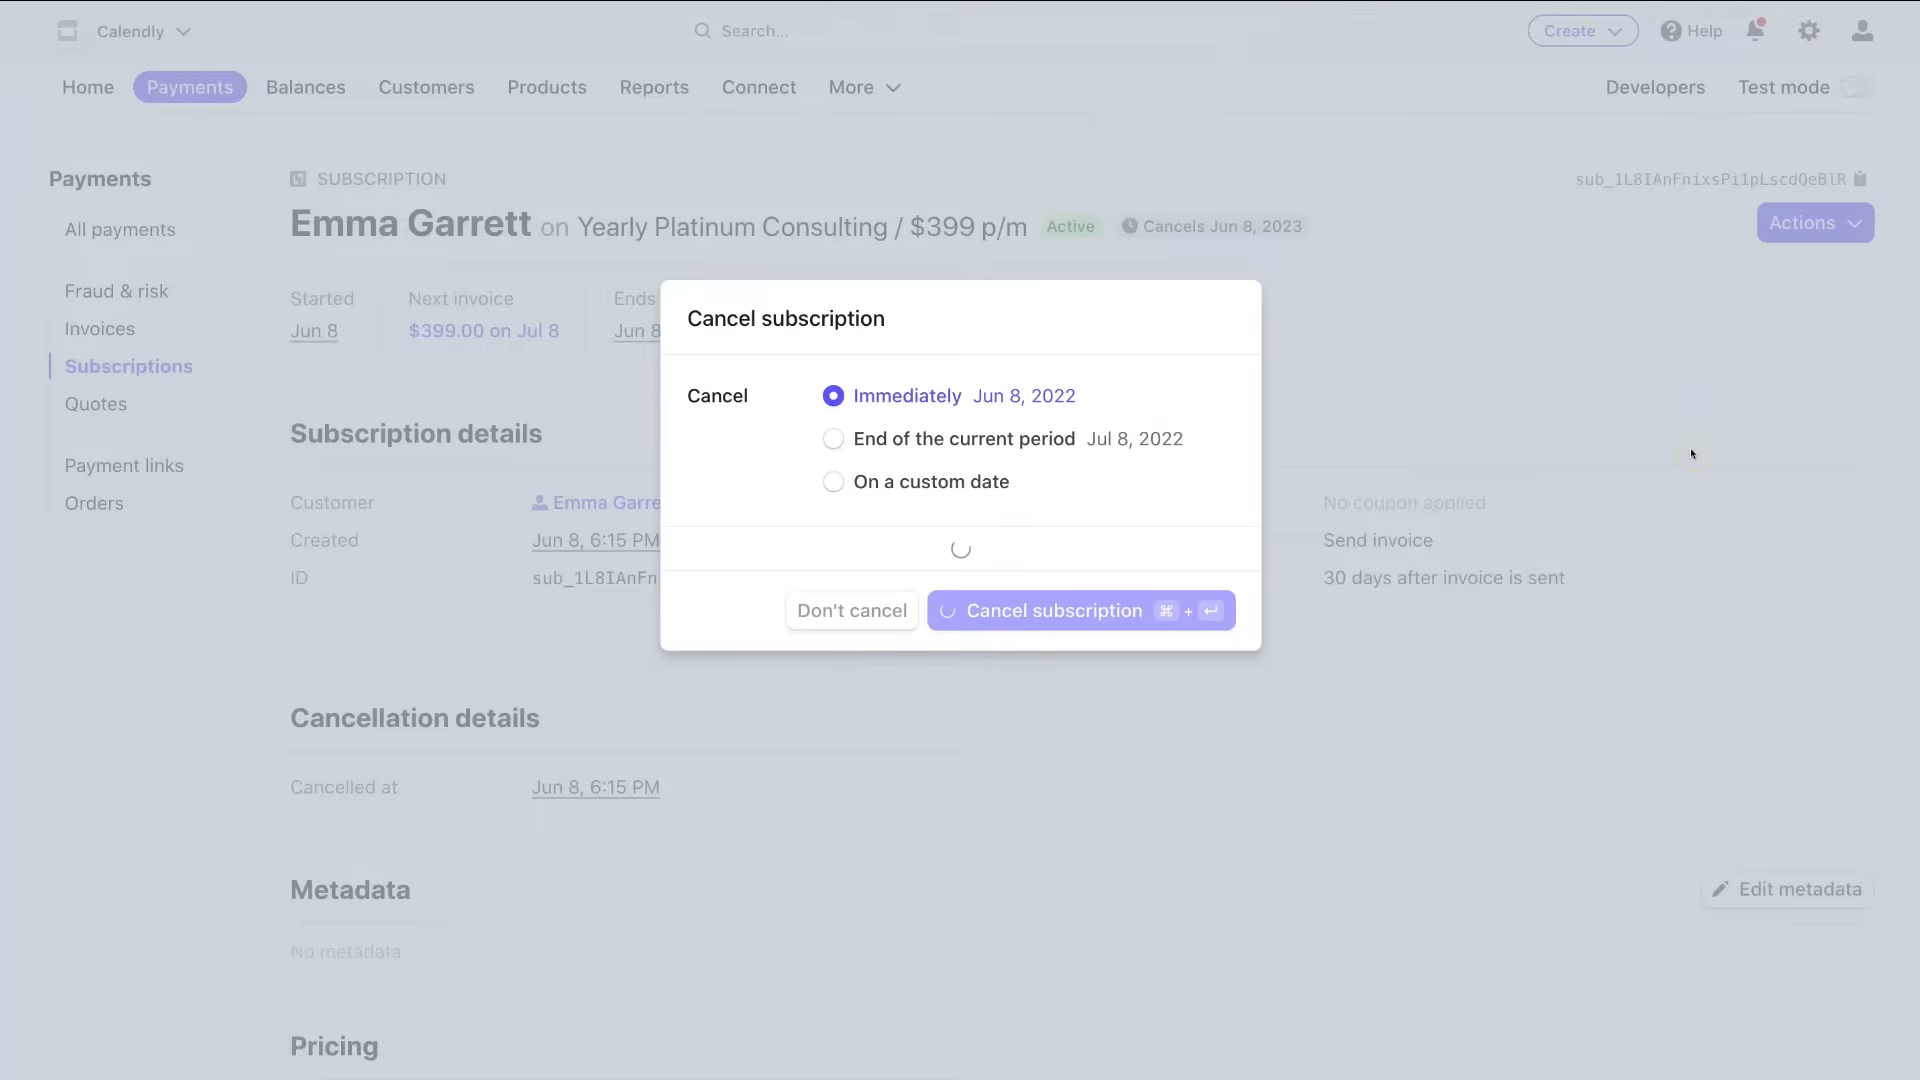 Calendly
Search...
Create
Help
Home
Payments
Balances
Customers
Products
Reports
Connect
More
Developers
Test mode
Payments
All payments
Fraud & risk
Invoices
Subscriptions
Quotes
Payment links
Orders
SUBSCRIPTION
sub_1L8IAnFnixsPi1pLscdQeBlR
Emma Garrett on Yearly Platinum Consulting / $399 p/m
Active
Cancels Jun 8, 2023
Actions
Started
Jun 8
Next invoice
$399.00 on Jul 8
Ends
Jun 8
Cancel subscription
Cancel
Immediately Jun 8, 2022
End of the current period Jul 8, 2022
On a custom date
Don't cancel
Cancel subscription ⌘ + ↵
Subscription details
Customer
Emma Garre
Created
Jun 8, 6:15 PM
ID
sub_1L8IAnFn
No coupon applied
Send invoice
30 days after invoice is sent
Cancellation details
Cancelled at
Jun 8, 6:15 PM
Metadata
Edit metadata
No metadata
Pricing